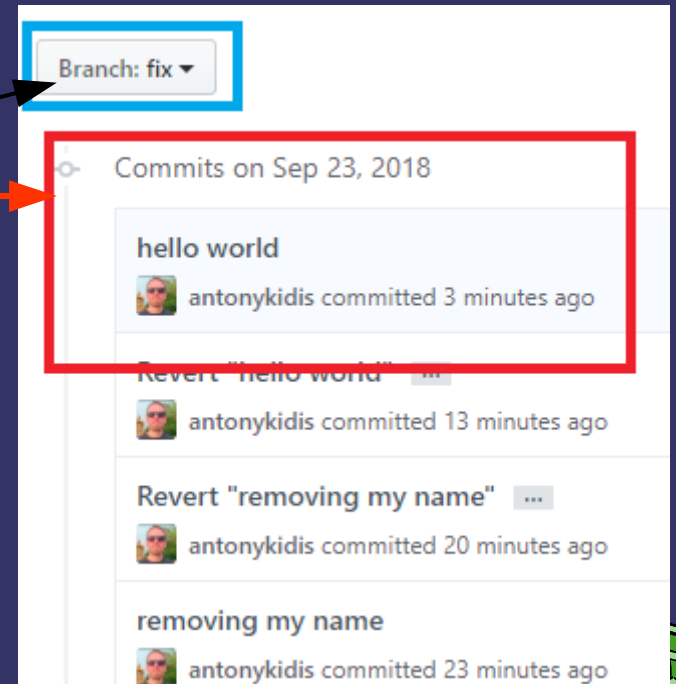 Branch: fix
Commits on Sep 23, 2018
hello world
antonykidis committed 3 minutes ago
Revert "hello world" ...
antonykidis committed 13 minutes ago
Revert "removing my name" ...
antonykidis committed 20 minutes ago
removing my name
antonykidis committed 23 minutes ago